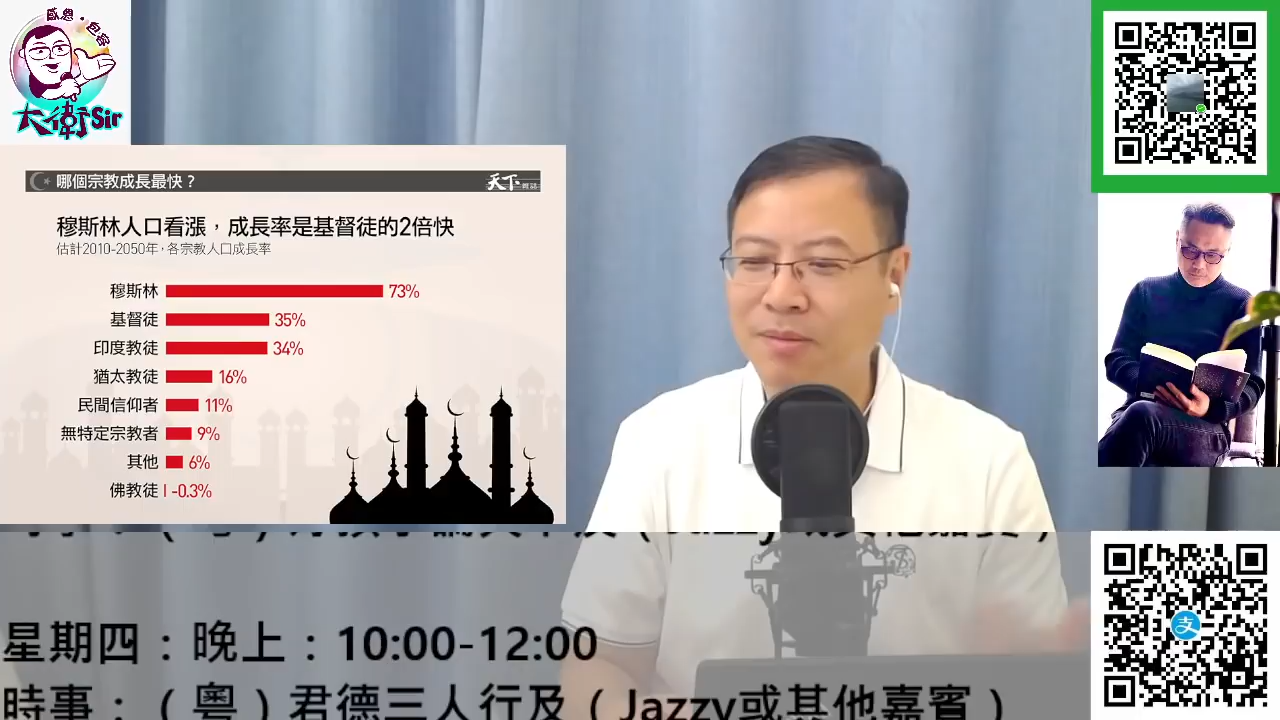 感恩·包容
大衛Sir
哪個宗教成長最快？
天下雜誌
穆斯林人口看漲，成長率是基督徒的2倍快
估計2010-2050年，各宗教人口成長率
穆斯林 73%
基督徒 35%
印度教徒 34%
猶太教徒 16%
民間信仰者 11%
無特定宗教者 9%
其他 6%
佛教徒 -0.3%
星期四：晚上：10:00-12:00
時事：（粵）君德三人行及（Jazzy或其他嘉賓）
支